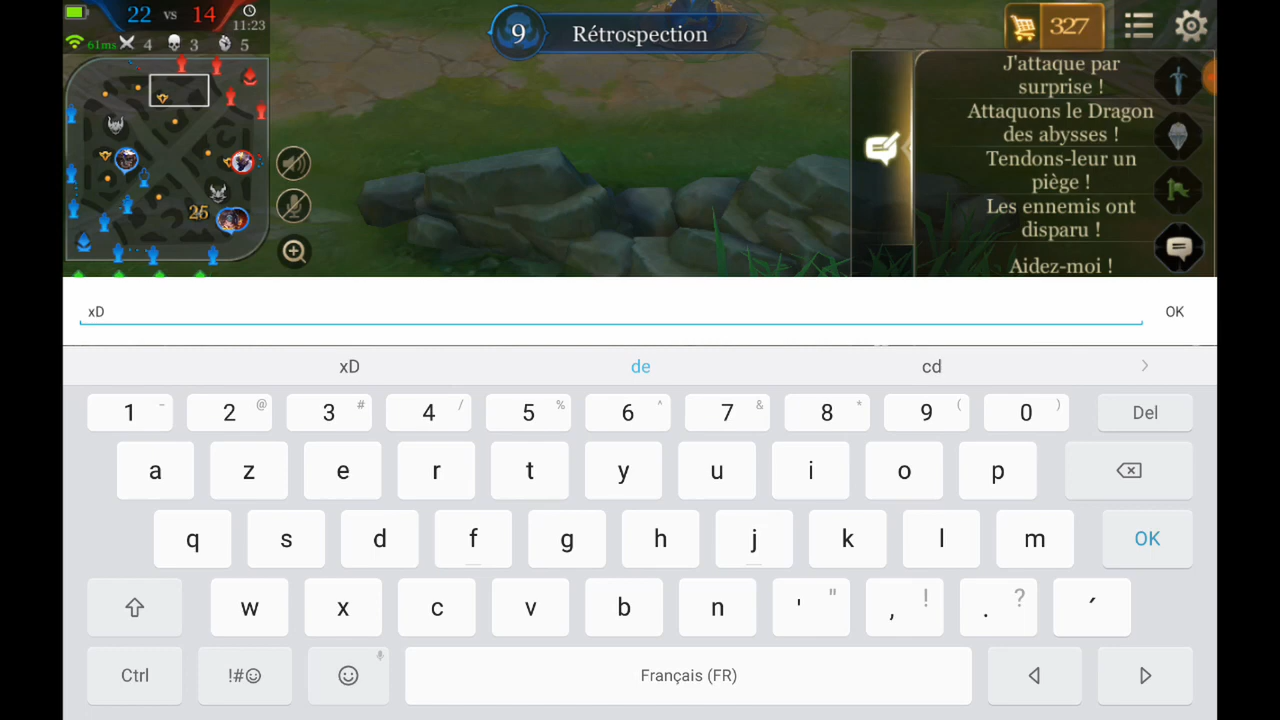 22 vs 14 11:23
61ms 4 3 5
9 Rétrospection
327
25
J'attaque par
surprise !
Attaquons le Dragon
des abysses !
Tendons-leur un
piège !
Les ennemis ont
disparu !
Aidez-moi !
xD OK
xD de cd
1 - 2 @ 3 # 4 / 5 % 6 ^ 7 & 8 * 9 ( 0 ) Del
a z e r t y u i o p
q s d f g h j k l m OK
w x c v b n ' " , ! . ? ´
Ctrl !#☺ Français (FR)